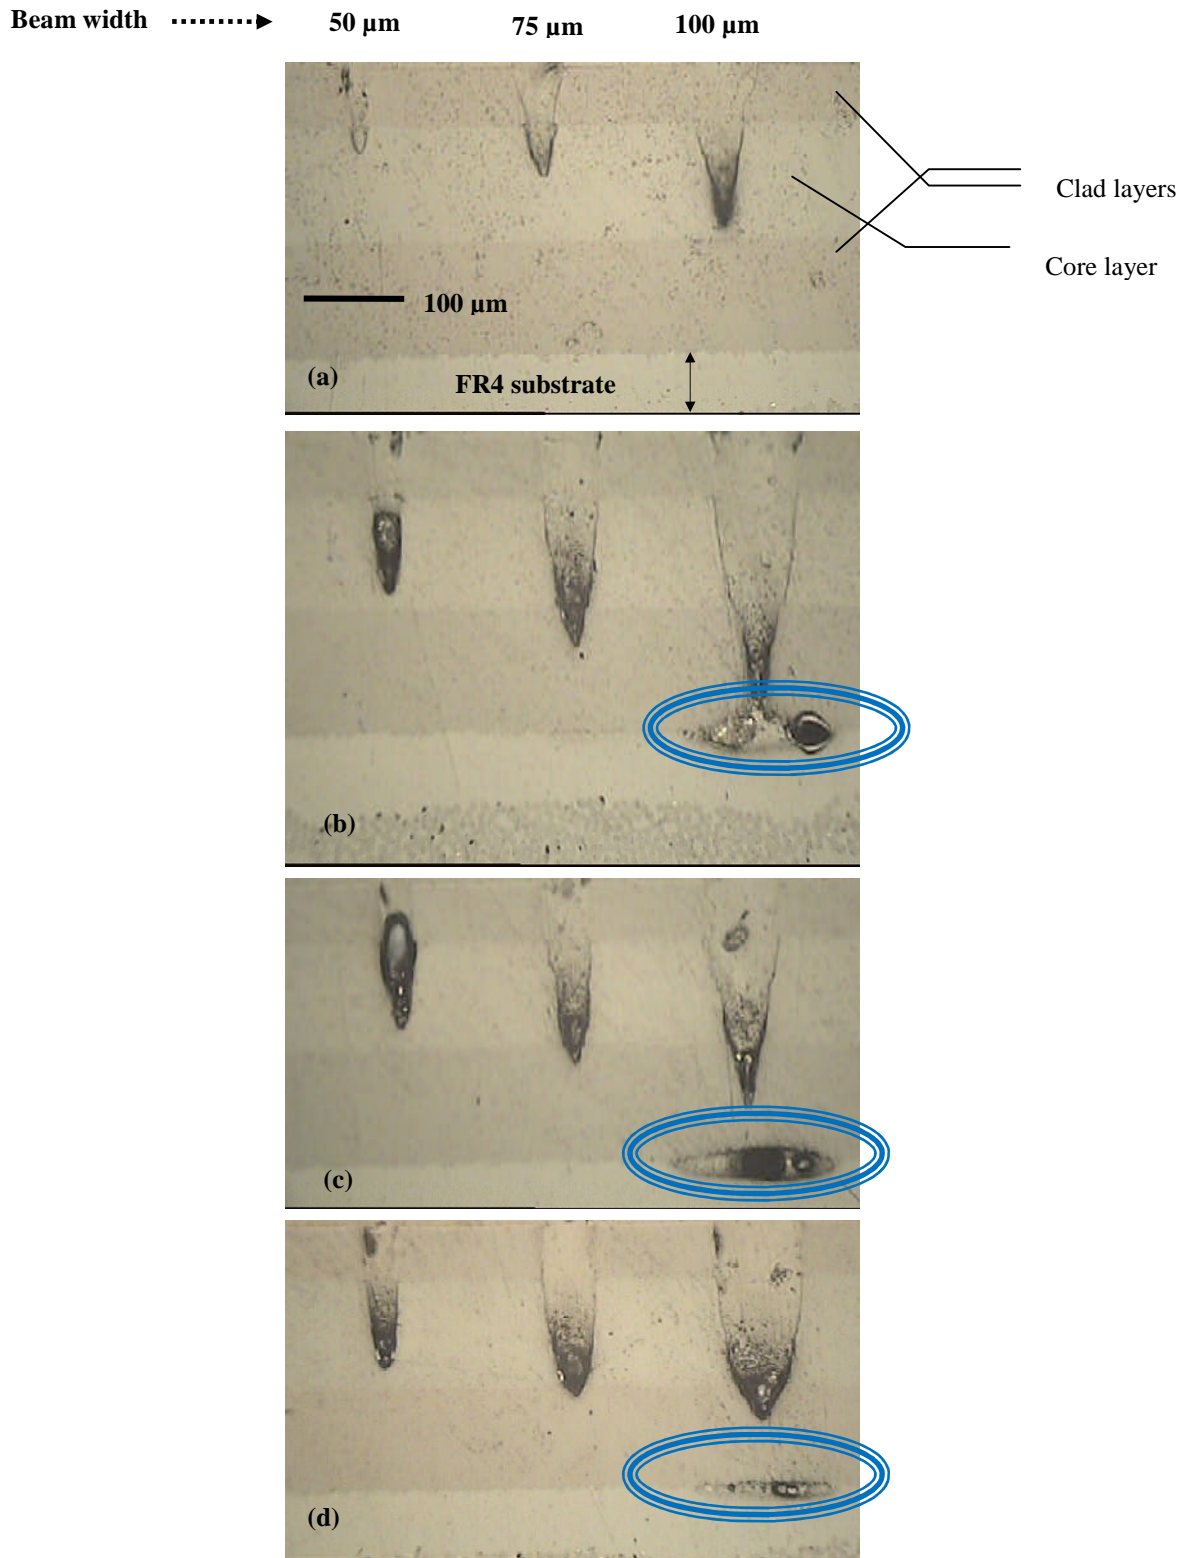 Beam width 50 µm 75 µm 100 µm
Clad layers
Core layer
100 µm
(a) FR4 substrate
(b)
(c)
(d)